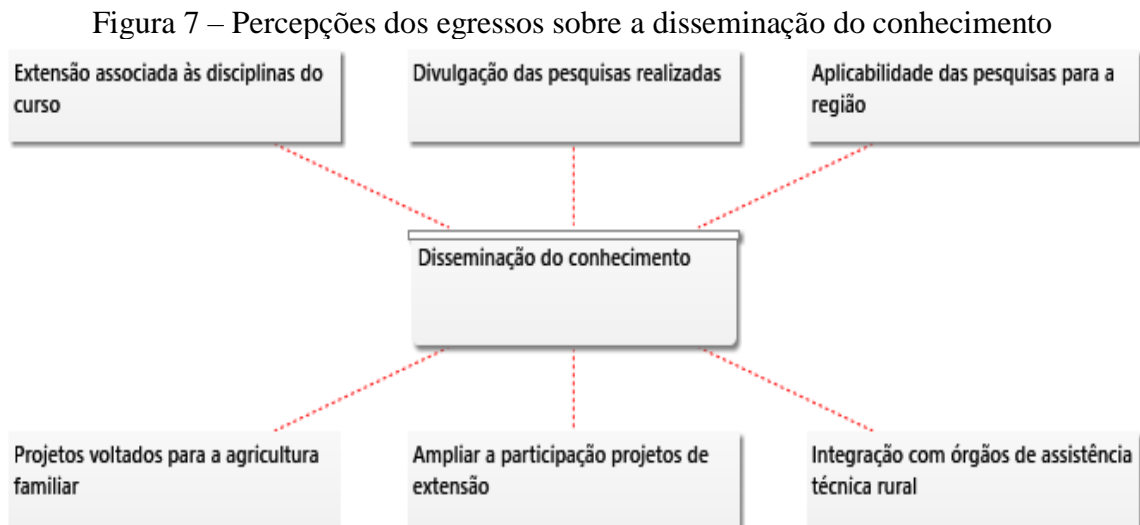 Figura 7 – Percepções dos egressos sobre a disseminação do conhecimento
Extensão associada às disciplinas do
curso
Divulgação das pesquisas realizadas
Aplicabilidade das pesquisas para a
região
Disseminação do conhecimento
Projetos voltados para a agricultura
familiar
Ampliar a participação projetos de
extensão
Integração com órgãos de assistência
técnica rural